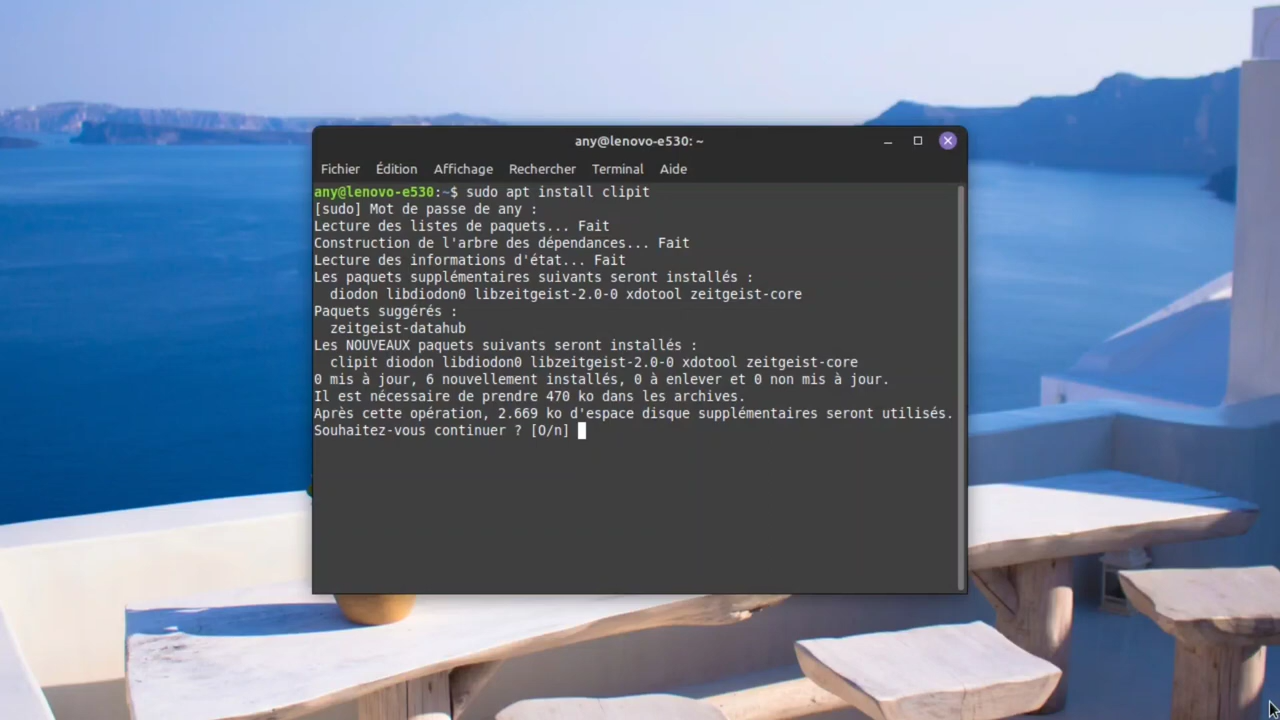 any@lenovo-e530: ~
Fichier Édition Affichage Rechercher Terminal Aide
any@lenovo-e530:~$ sudo apt install clipit
[sudo] Mot de passe de any :
Lecture des listes de paquets... Fait
Construction de l'arbre des dépendances... Fait
Lecture des informations d'état... Fait
Les paquets supplémentaires suivants seront installés :
  diodon libdiodon0 libzeitgeist-2.0-0 xdotool zeitgeist-core
Paquets suggérés :
  zeitgeist-datahub
Les NOUVEAUX paquets suivants seront installés :
  clipit diodon libdiodon0 libzeitgeist-2.0-0 xdotool zeitgeist-core
0 mis à jour, 6 nouvellement installés, 0 à enlever et 0 non mis à jour.
Il est nécessaire de prendre 470 ko dans les archives.
Après cette opération, 2.669 ko d'espace disque supplémentaires seront utilisés.
Souhaitez-vous continuer ? [O/n]